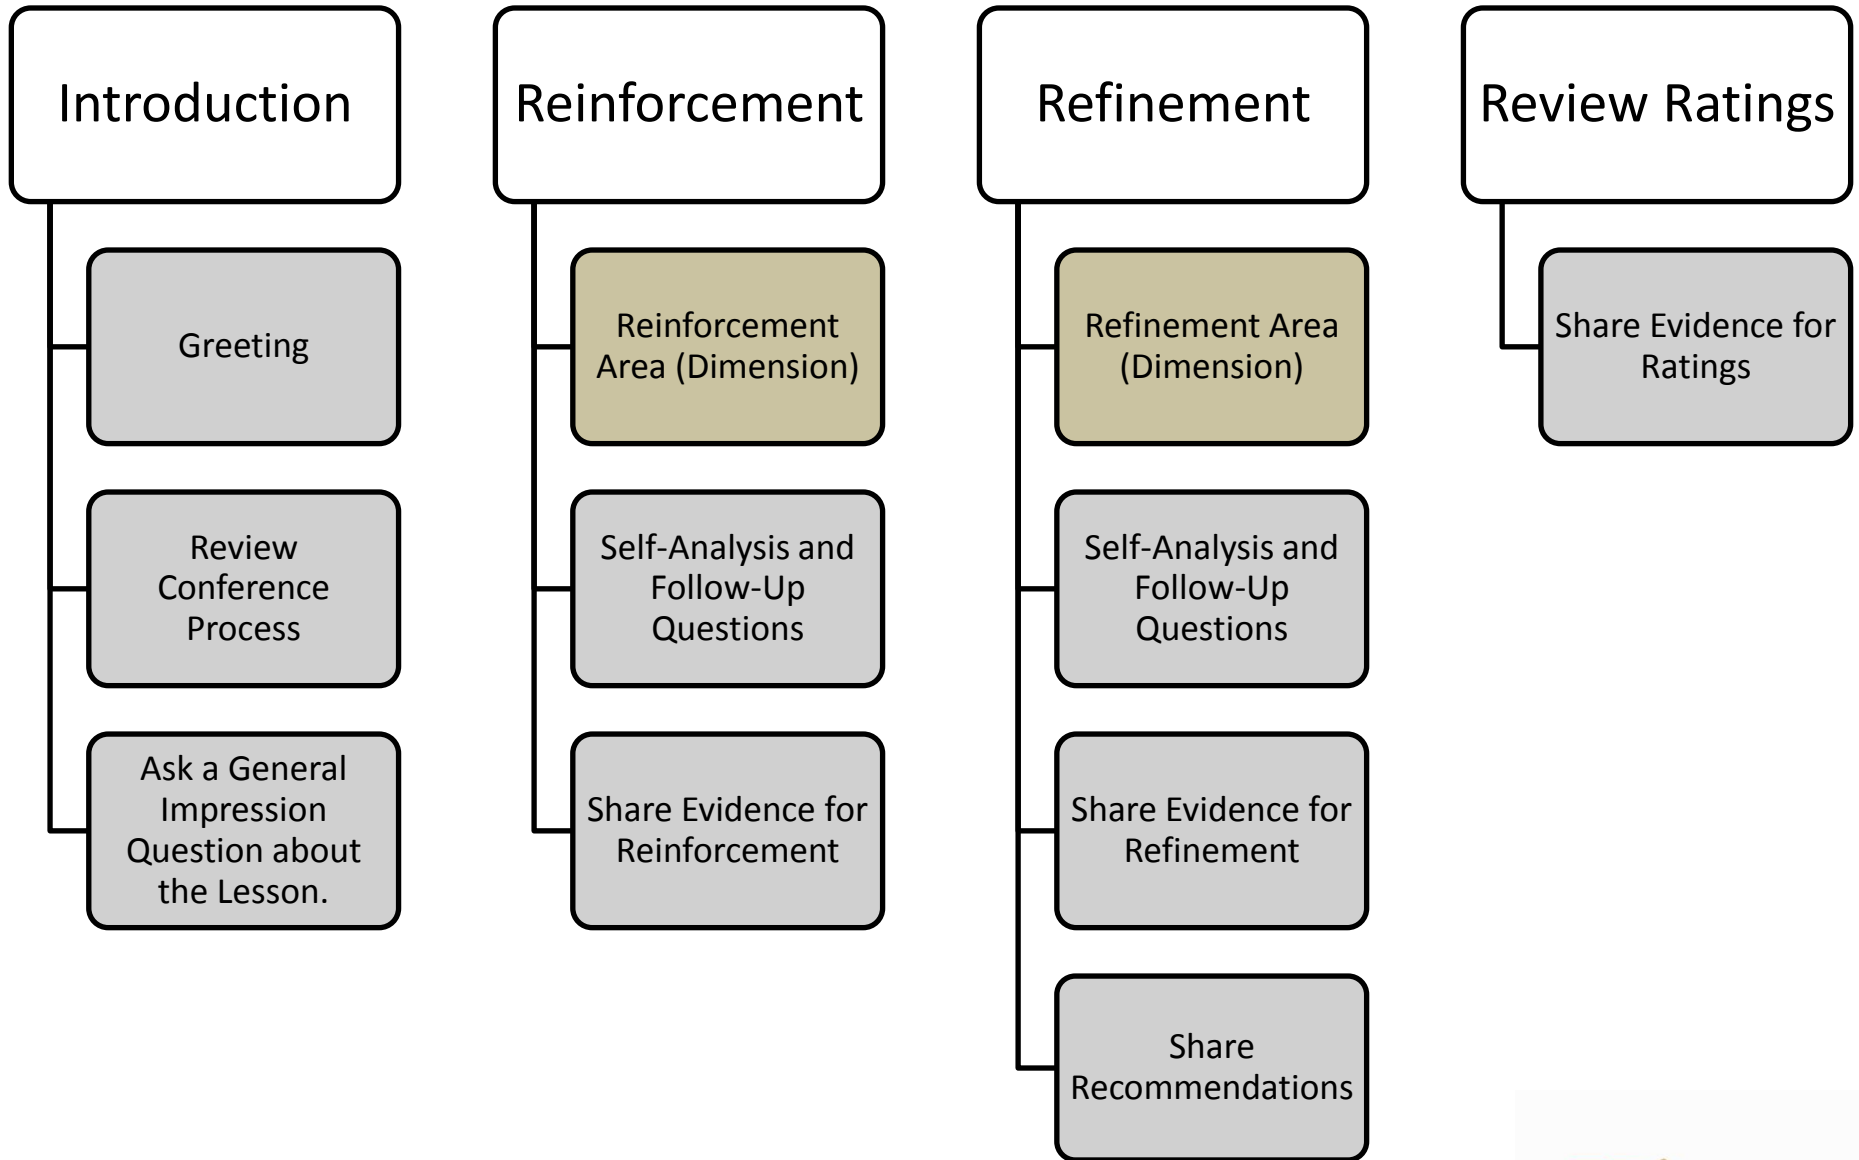 Introduction
Greeting
Review
Conference
Process
Ask a General
Impression
Question about
the Lesson.
Reinforcement
Reinforcement
Area (Dimension)
Self-Analysis and
Follow-Up
Questions
Share Evidence for
Reinforcement
Refinement
Refinement Area
(Dimension)
Self-Analysis and
Follow-Up
Questions
Share Evidence for
Refinement
Share
Recommendations
Review Ratings
Share Evidence for
Ratings